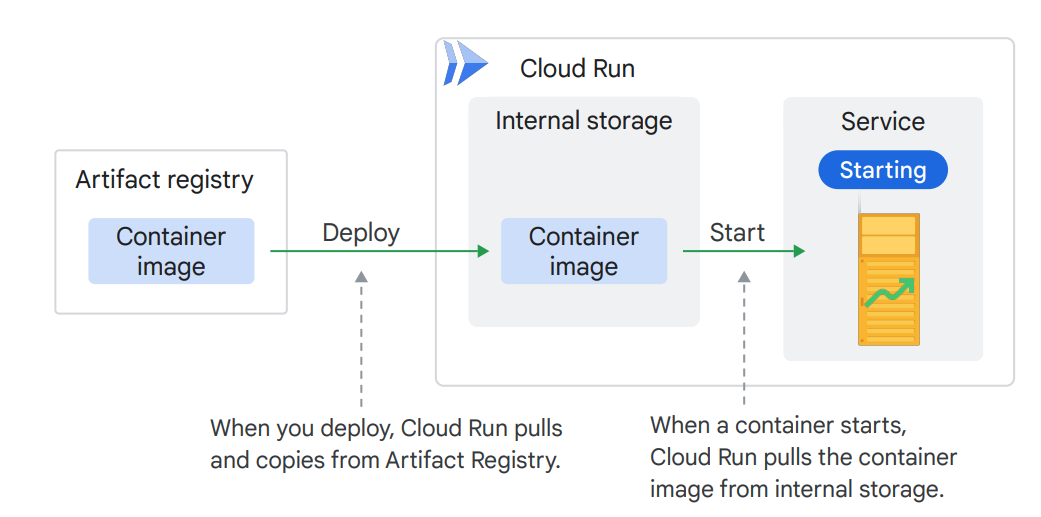 Cloud Run
Internal storage
Service
Starting
Artifact registry
Container
image
Deploy
Container
image
Start
When you deploy, Cloud Run pulls
and copies from Artifact Registry.
When a container starts,
Cloud Run pulls the container
image from internal storage.